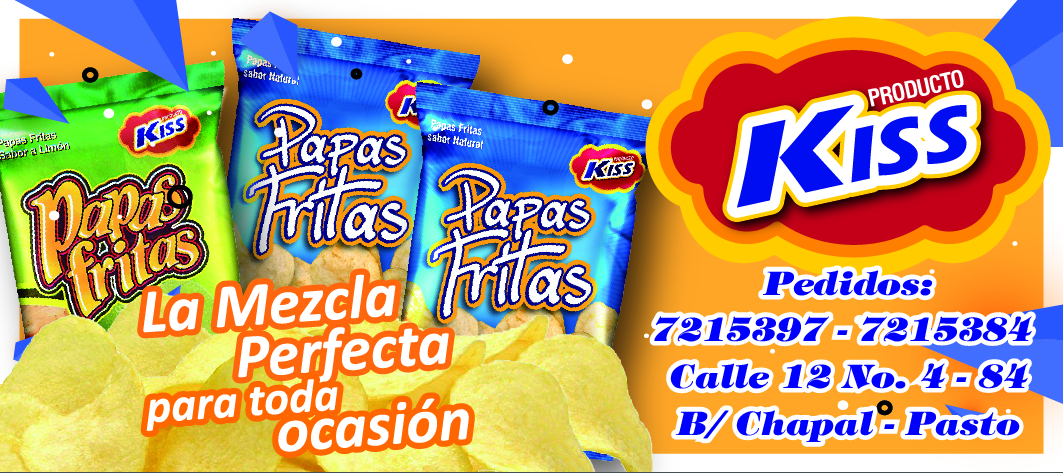 Papas Fritas
Sabor a Limón
PRODUCTO
KISS
Papas
fritas
Papas Fritas
sabor Natural
K
Papas
Fritas
Papas Fritas
sabor Natural
PRODUCTO
KISS
Papas
Fritas
La Mezcla
Perfecta
para toda
ocasión
PRODUCTO
KISS
Pedidos:
7215397 - 7215384
Calle 12 No. 4 - 84
B/ Chapal - Pasto